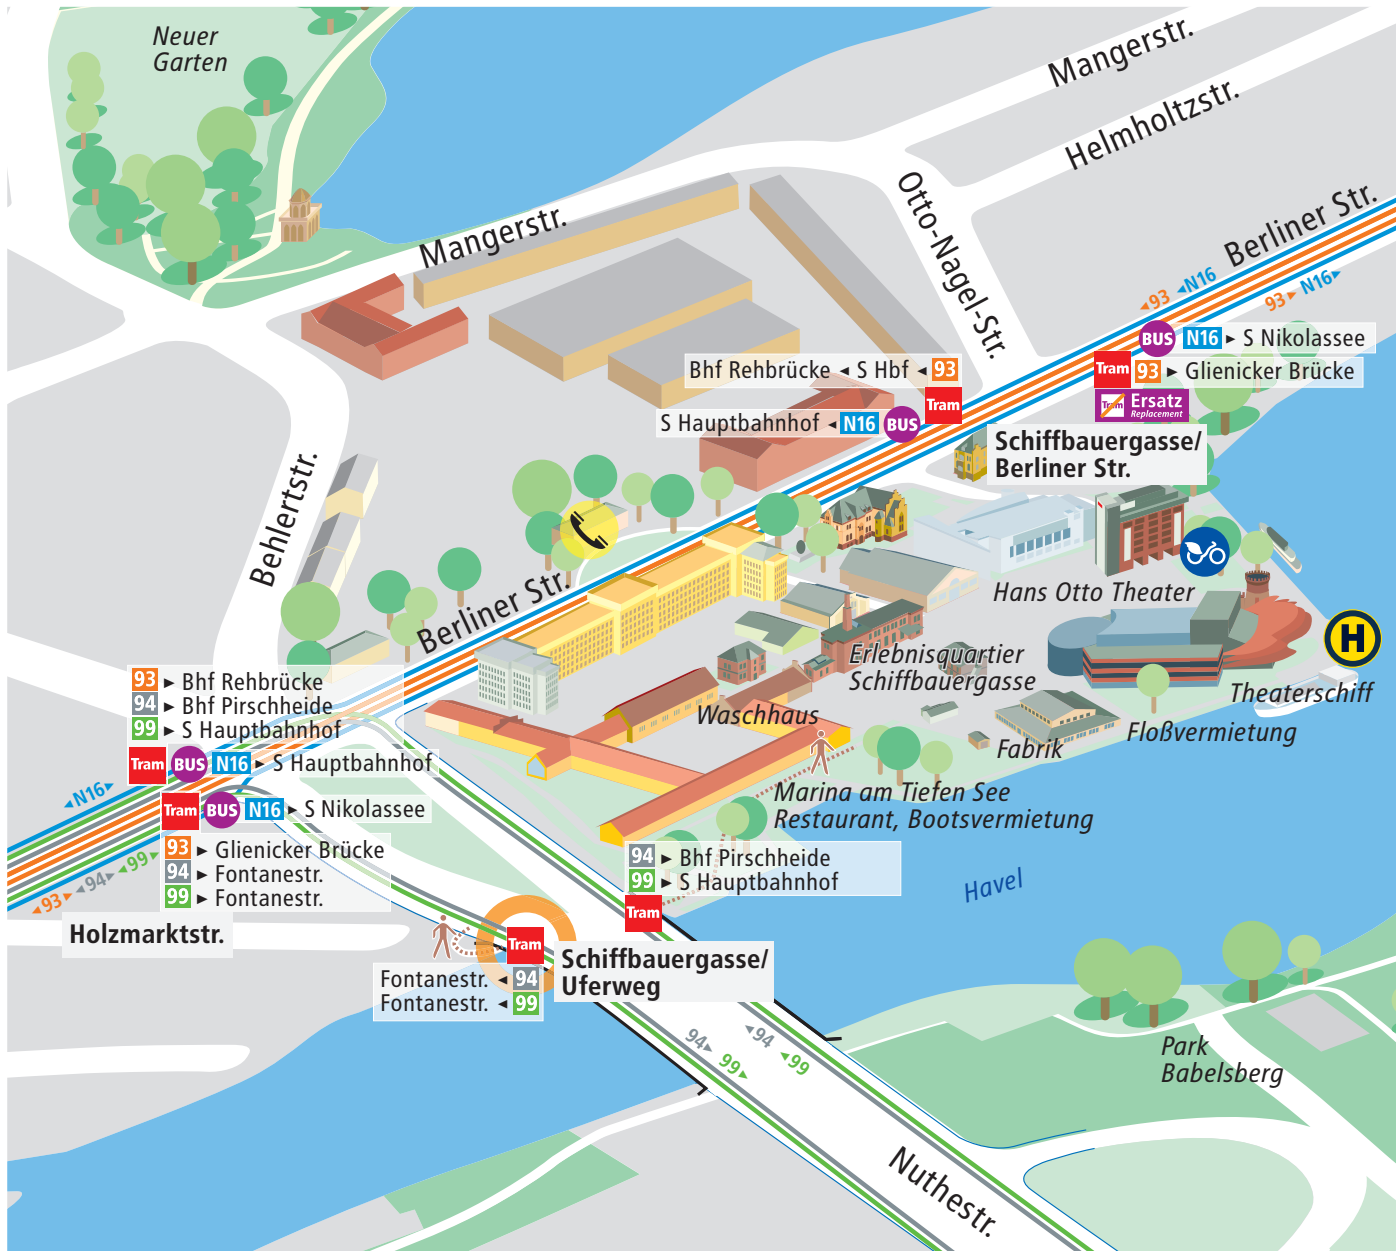 Neuer
Garten
Mangerstr.
Helmholtzstr.
Mangerstr.
Otto-Nagel-Str.
Berliner Str.
◄93 ◄N16
93► N16►
BUS N16 ► S Nikolassee
Tram 93 ► Glienicker Brücke
Tram Ersatz
Replacement
Bhf Rehbrücke ◄ S Hbf ◄ 93
Tram
S Hauptbahnhof ◄ N16 BUS
Schiffbauergasse/
Berliner Str.
Behlertstr.
Berliner Str.
Hans Otto Theater
H
Erlebnisquartier
Schiffbauergasse
Theaterschiff
Waschhaus
Floßvermietung
Fabrik
93 ► Bhf Rehbrücke
94 ► Bhf Pirschheide
99 ► S Hauptbahnhof
Tram BUS N16 ► S Hauptbahnhof
◄N16►
Tram BUS N16 ► S Nikolassee
93 ► Glienicker Brücke
94 ► Fontanestr.
99 ► Fontanestr.
◄93► ◄94► ◄99►
Holzmarktstr.
Marina am Tiefen See
Restaurant, Bootsvermietung
94 ► Bhf Pirschheide
99 ► S Hauptbahnhof
Tram
Havel
Tram
Schiffbauergasse/
Uferweg
Fontanestr. ◄ 94
Fontanestr. ◄ 99
94► 99►
◄94 ◄99
Park
Babelsberg
Nuthestr.